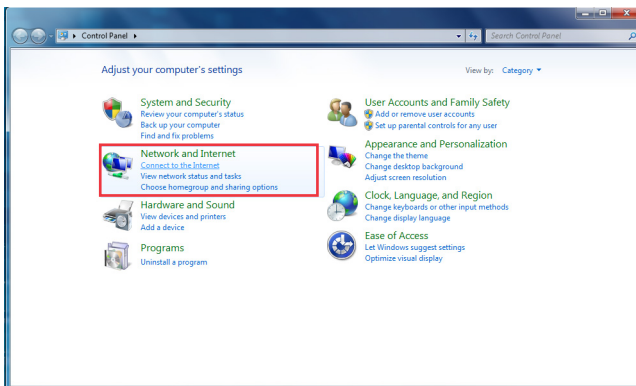 Control Panel
Search Control Panel
Adjust your computer's settings
View by: Category
System and Security
Review your computer's status
Back up your computer
Find and fix problems
Network and Internet
Connect to the Internet
View network status and tasks
Choose homegroup and sharing options
Hardware and Sound
View devices and printers
Add a device
Programs
Uninstall a program
User Accounts and Family Safety
Add or remove user accounts
Set up parental controls for any user
Appearance and Personalization
Change the theme
Change desktop background
Adjust screen resolution
Clock, Language, and Region
Change keyboards or other input methods
Change display language
Ease of Access
Let Windows suggest settings
Optimize visual display